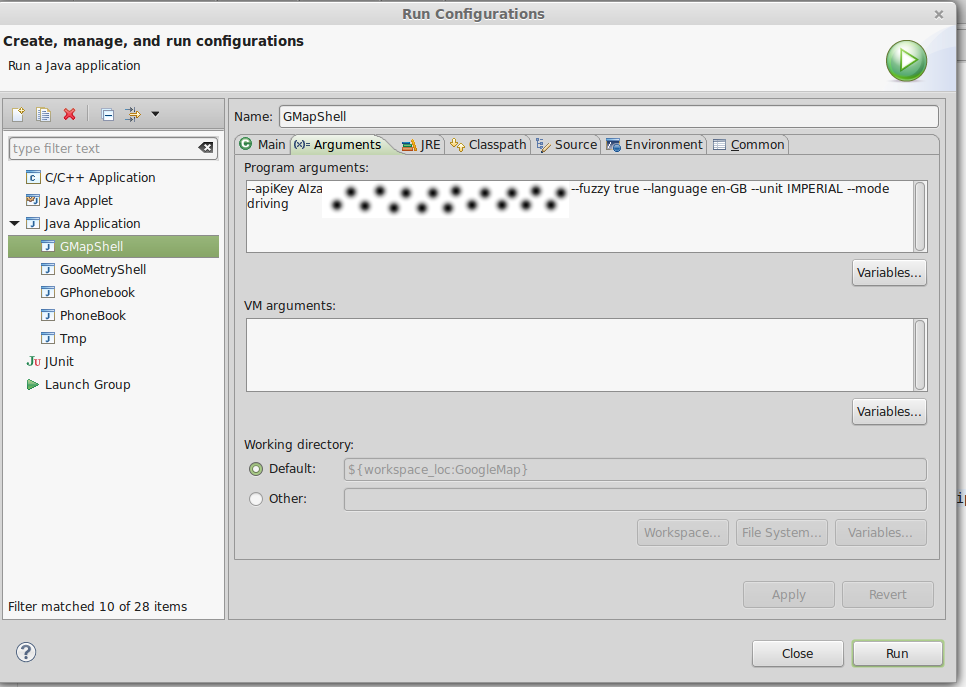 Run Configurations
Create, manage, and run configurations
Run a Java application
Name: GMapShell
type filter text
Main (x)= Arguments JRE Classpath Source Environment Common
Program arguments:
--apiKey AIza --fuzzy true --language en-GB --unit IMPERIAL --mode
driving
C/C++ Application
Java Applet
Java Application
GMapShell
GooMetryShell
GPhonebook
PhoneBook
Tmp
Ju JUnit
Launch Group
Variables...
VM arguments:
Variables...
Working directory:
Default: ${workspace_loc:GoogleMap}
Other:
Workspace... File System... Variables...
Filter matched 10 of 28 items
Apply Revert
? Close Run